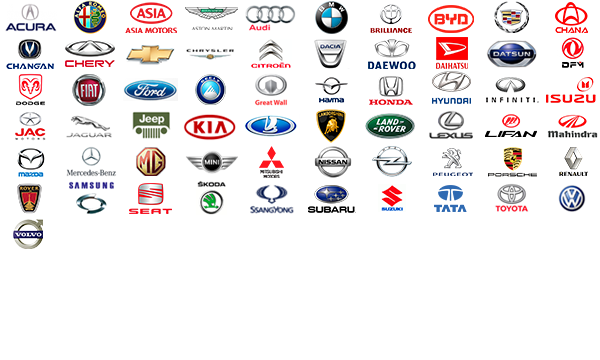 ACURA
ASIA
ASIA MOTORS
ASTON MARTIN
Audi
BMW
BRILLIANCE
BYD
CHANA
CHANGAN
CHERY
CHRYSLER
CITROËN
DACIA
DAEWOO
DAIHATSU
DATSUN
DFM
DODGE
FIAT
Ford
GEELY
Great Wall
Haima
HONDA
HYUNDAI
INFINITI
ISUZU
JAC
MOTORS
JAGUAR
Jeep
KIA
LAND
ROVER
LEXUS
LIFAN
Mahindra
mazda
Mercedes-Benz
MG
MINI
MITSUBISHI
MOTORS
NISSAN
OPEL
PEUGEOT
PORSCHE
RENAULT
ROVER
SAMSUNG
SEAT
ŠKODA
SSANGYONG
SUBARU
SUZUKI
TATA
TOYOTA
VOLVO